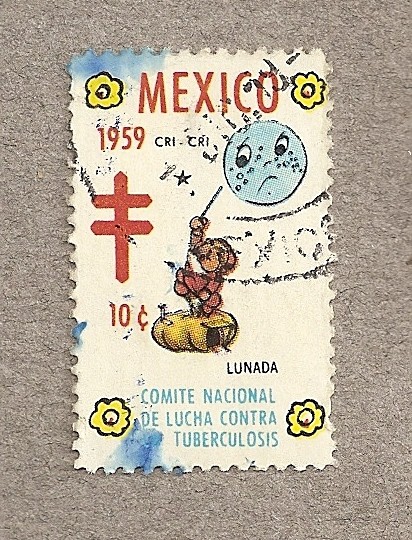 MEXICO
1959 CRI-CRI
10 ¢
LUNADA
COMITE NACIONAL
DE LUCHA CONTRA
TUBERCULOSIS